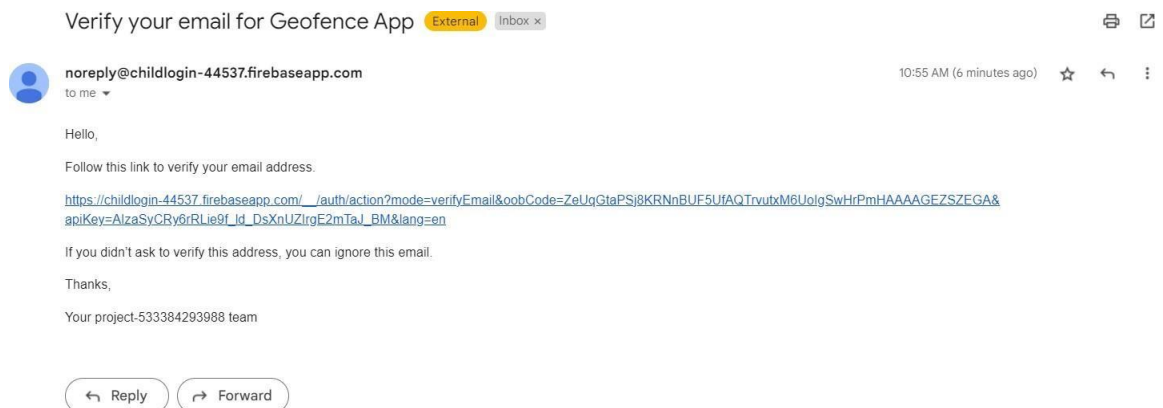 Verify your email for Geofence App External Inbox ×
noreply@childlogin-44537.firebaseapp.com 10:55 AM (6 minutes ago)
to me
Hello,
Follow this link to verify your email address.
https://childlogin-44537.firebaseapp.com/__/auth/action?mode=verifyEmail&oobCode=ZeUqGtaPSj8KRNnBUF5UfAQTrvutxM6UoIgSwHrPmHAAAAGEZSZEGA&
apiKey=AIzaSyCRy6rRLie9f_Id_DsXnUZIrgE2mTaJ_BM&lang=en
If you didn't ask to verify this address, you can ignore this email.
Thanks,
Your project-533384293988 team
Reply Forward